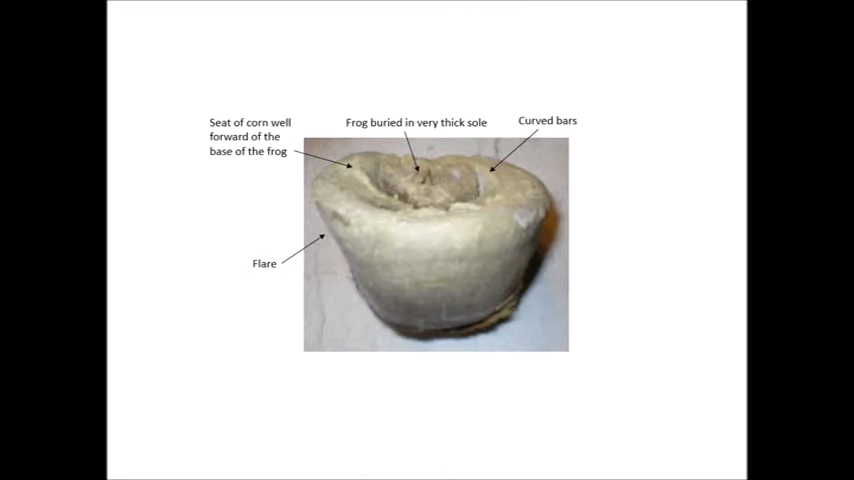 Seat of corn well
forward of the
base of the frog
Frog buried in very thick sole
Curved bars
Flare